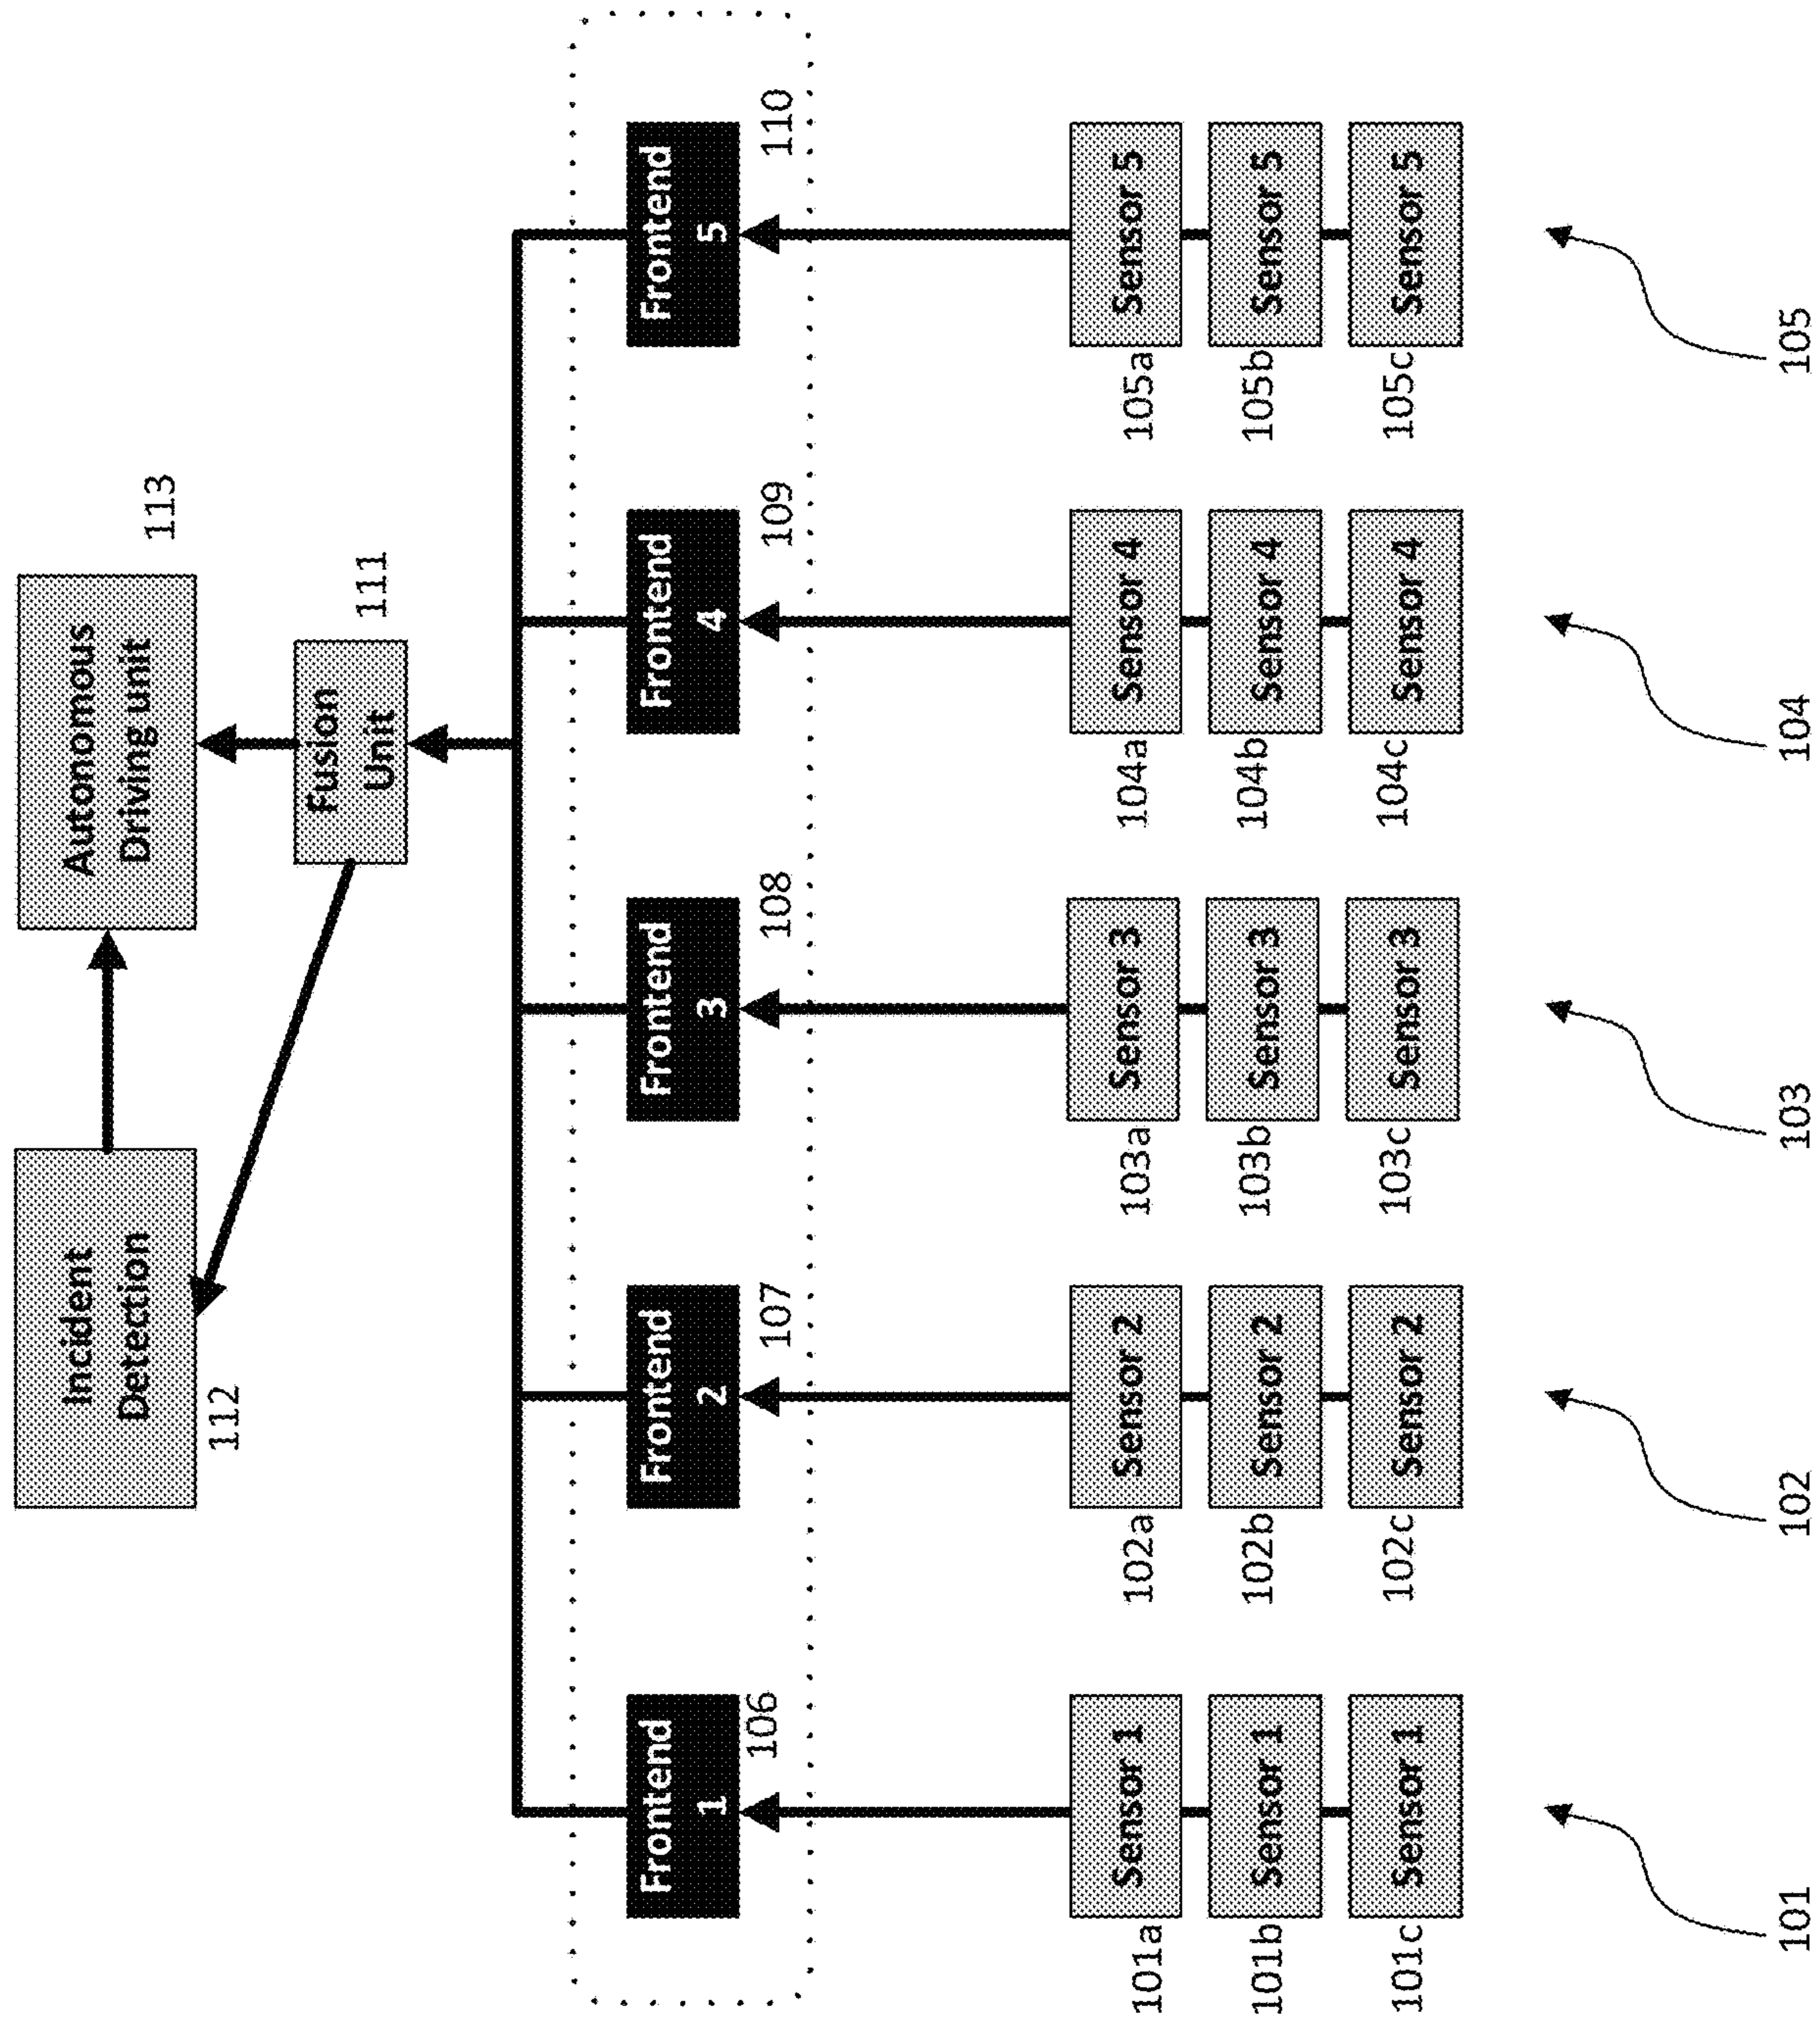 Incident
Detection
112
Autonomous
Driving unit
113
Fusion
Unit
111
Frontend
1
106
Frontend
2
107
Frontend
3
108
Frontend
4
109
Frontend
5
110
101a
Sensor 1
102a
Sensor 2
103a
Sensor 3
104a
Sensor 4
105a
Sensor 5
101b
Sensor 1
102b
Sensor 2
103b
Sensor 3
104b
Sensor 4
105b
Sensor 5
101c
Sensor 1
102c
Sensor 2
103c
Sensor 3
104c
Sensor 4
105c
Sensor 5
101
102
103
104
105